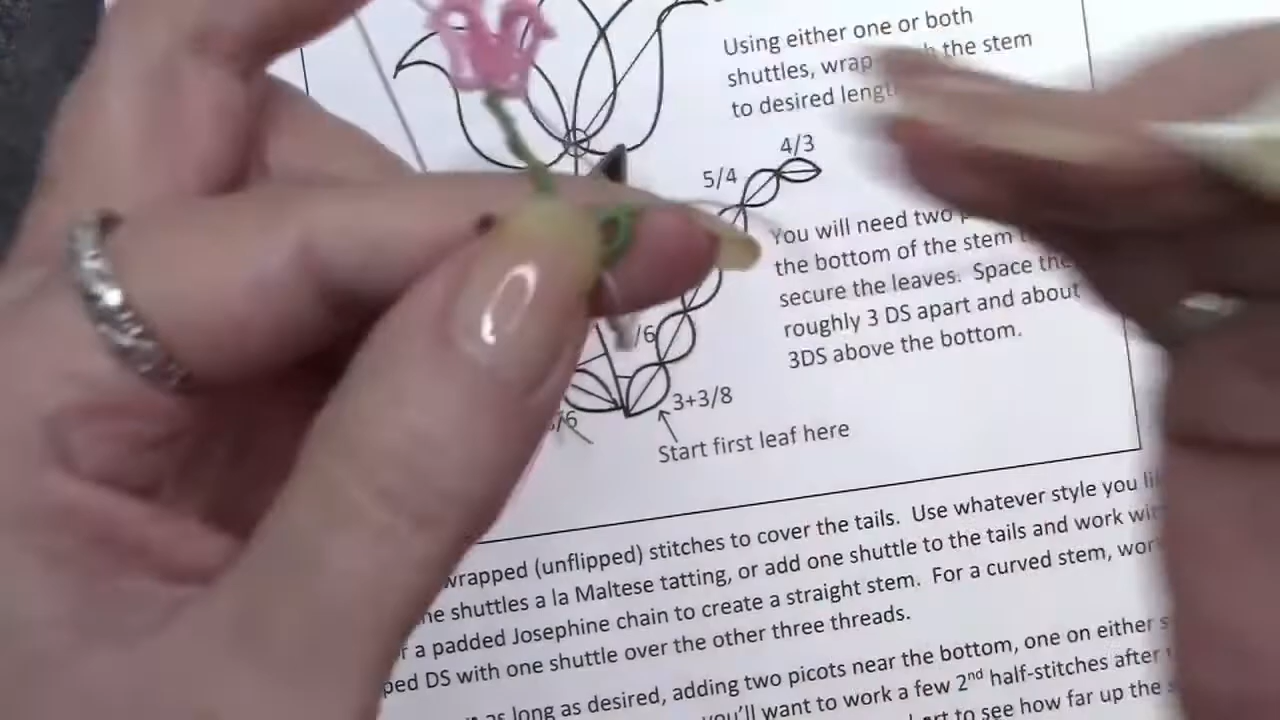 Using either one or both
shuttles, wrap the stem
to desired
4/3
5/4
You will need two
the bottom of the stem
secure the leaves. Space the
roughly 3 DS apart and about
3DS above the bottom.
/6
3+3/8
/6
Start first leaf here
wrapped (unflipped) stitches to cover the tails. Use whatever style you
shuttles a la Maltese tatting, or add one shuttle to the tails and work
a padded Josephine chain to create a straight stem. For a curved stem,
DS with one shuttle over the other three threads.
as long as desired, adding two picots near the bottom, one on either
you'll want to work a few 2nd half-stitches after
to see how far up the